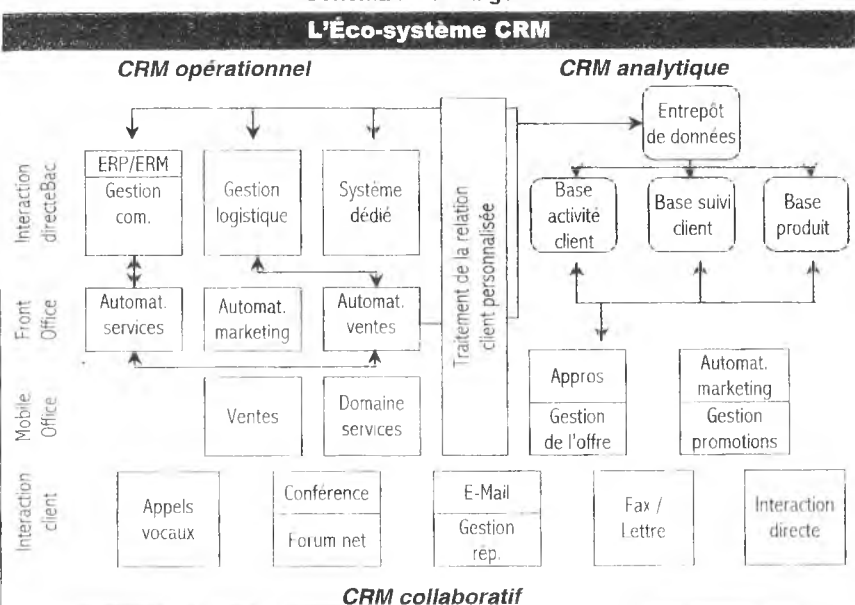 L'Éco-système CRM
CRM opérationnel
CRM analytique
Interaction
directeBac
ERP/ERM
Gestion
com.
Gestion
logistique
Système
dédié
Traitement de la relation
client personnalisée
Entrepôt
de données
Base
activité
client
Base suivi
client
Base
produit
Front
Office
Automat.
services
Automat.
marketing
Automat.
ventes
Mobile
Office
Ventes
Domaine
services
Appros
Gestion
de l'offre
Automat.
marketing
Gestion
promotions
Interaction
client
Appels
vocaux
Conférence
Forum net
E-Mail
Gestion
rép.
Fax /
Lettre
Interaction
directe
CRM collaboratif